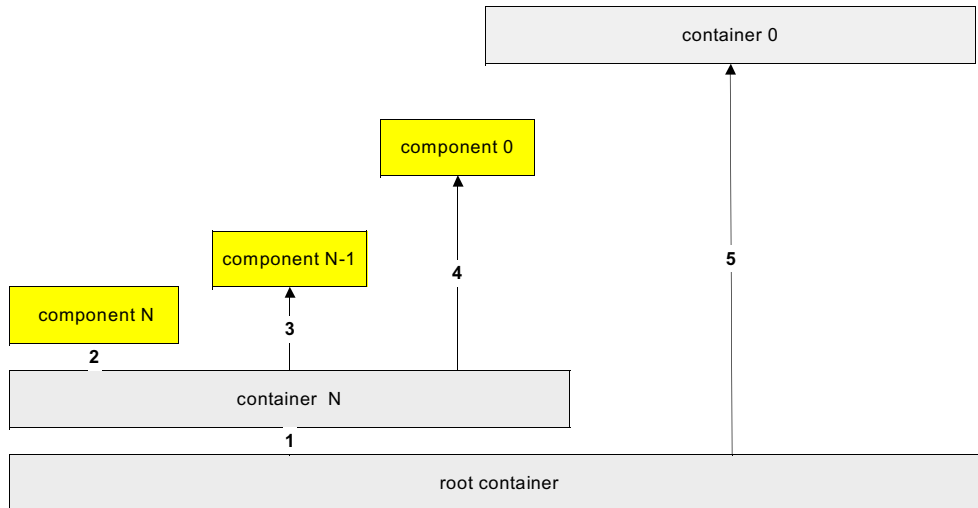 container 0
component 0
component N-1
4
5
component N
3
2
container N
1
root container